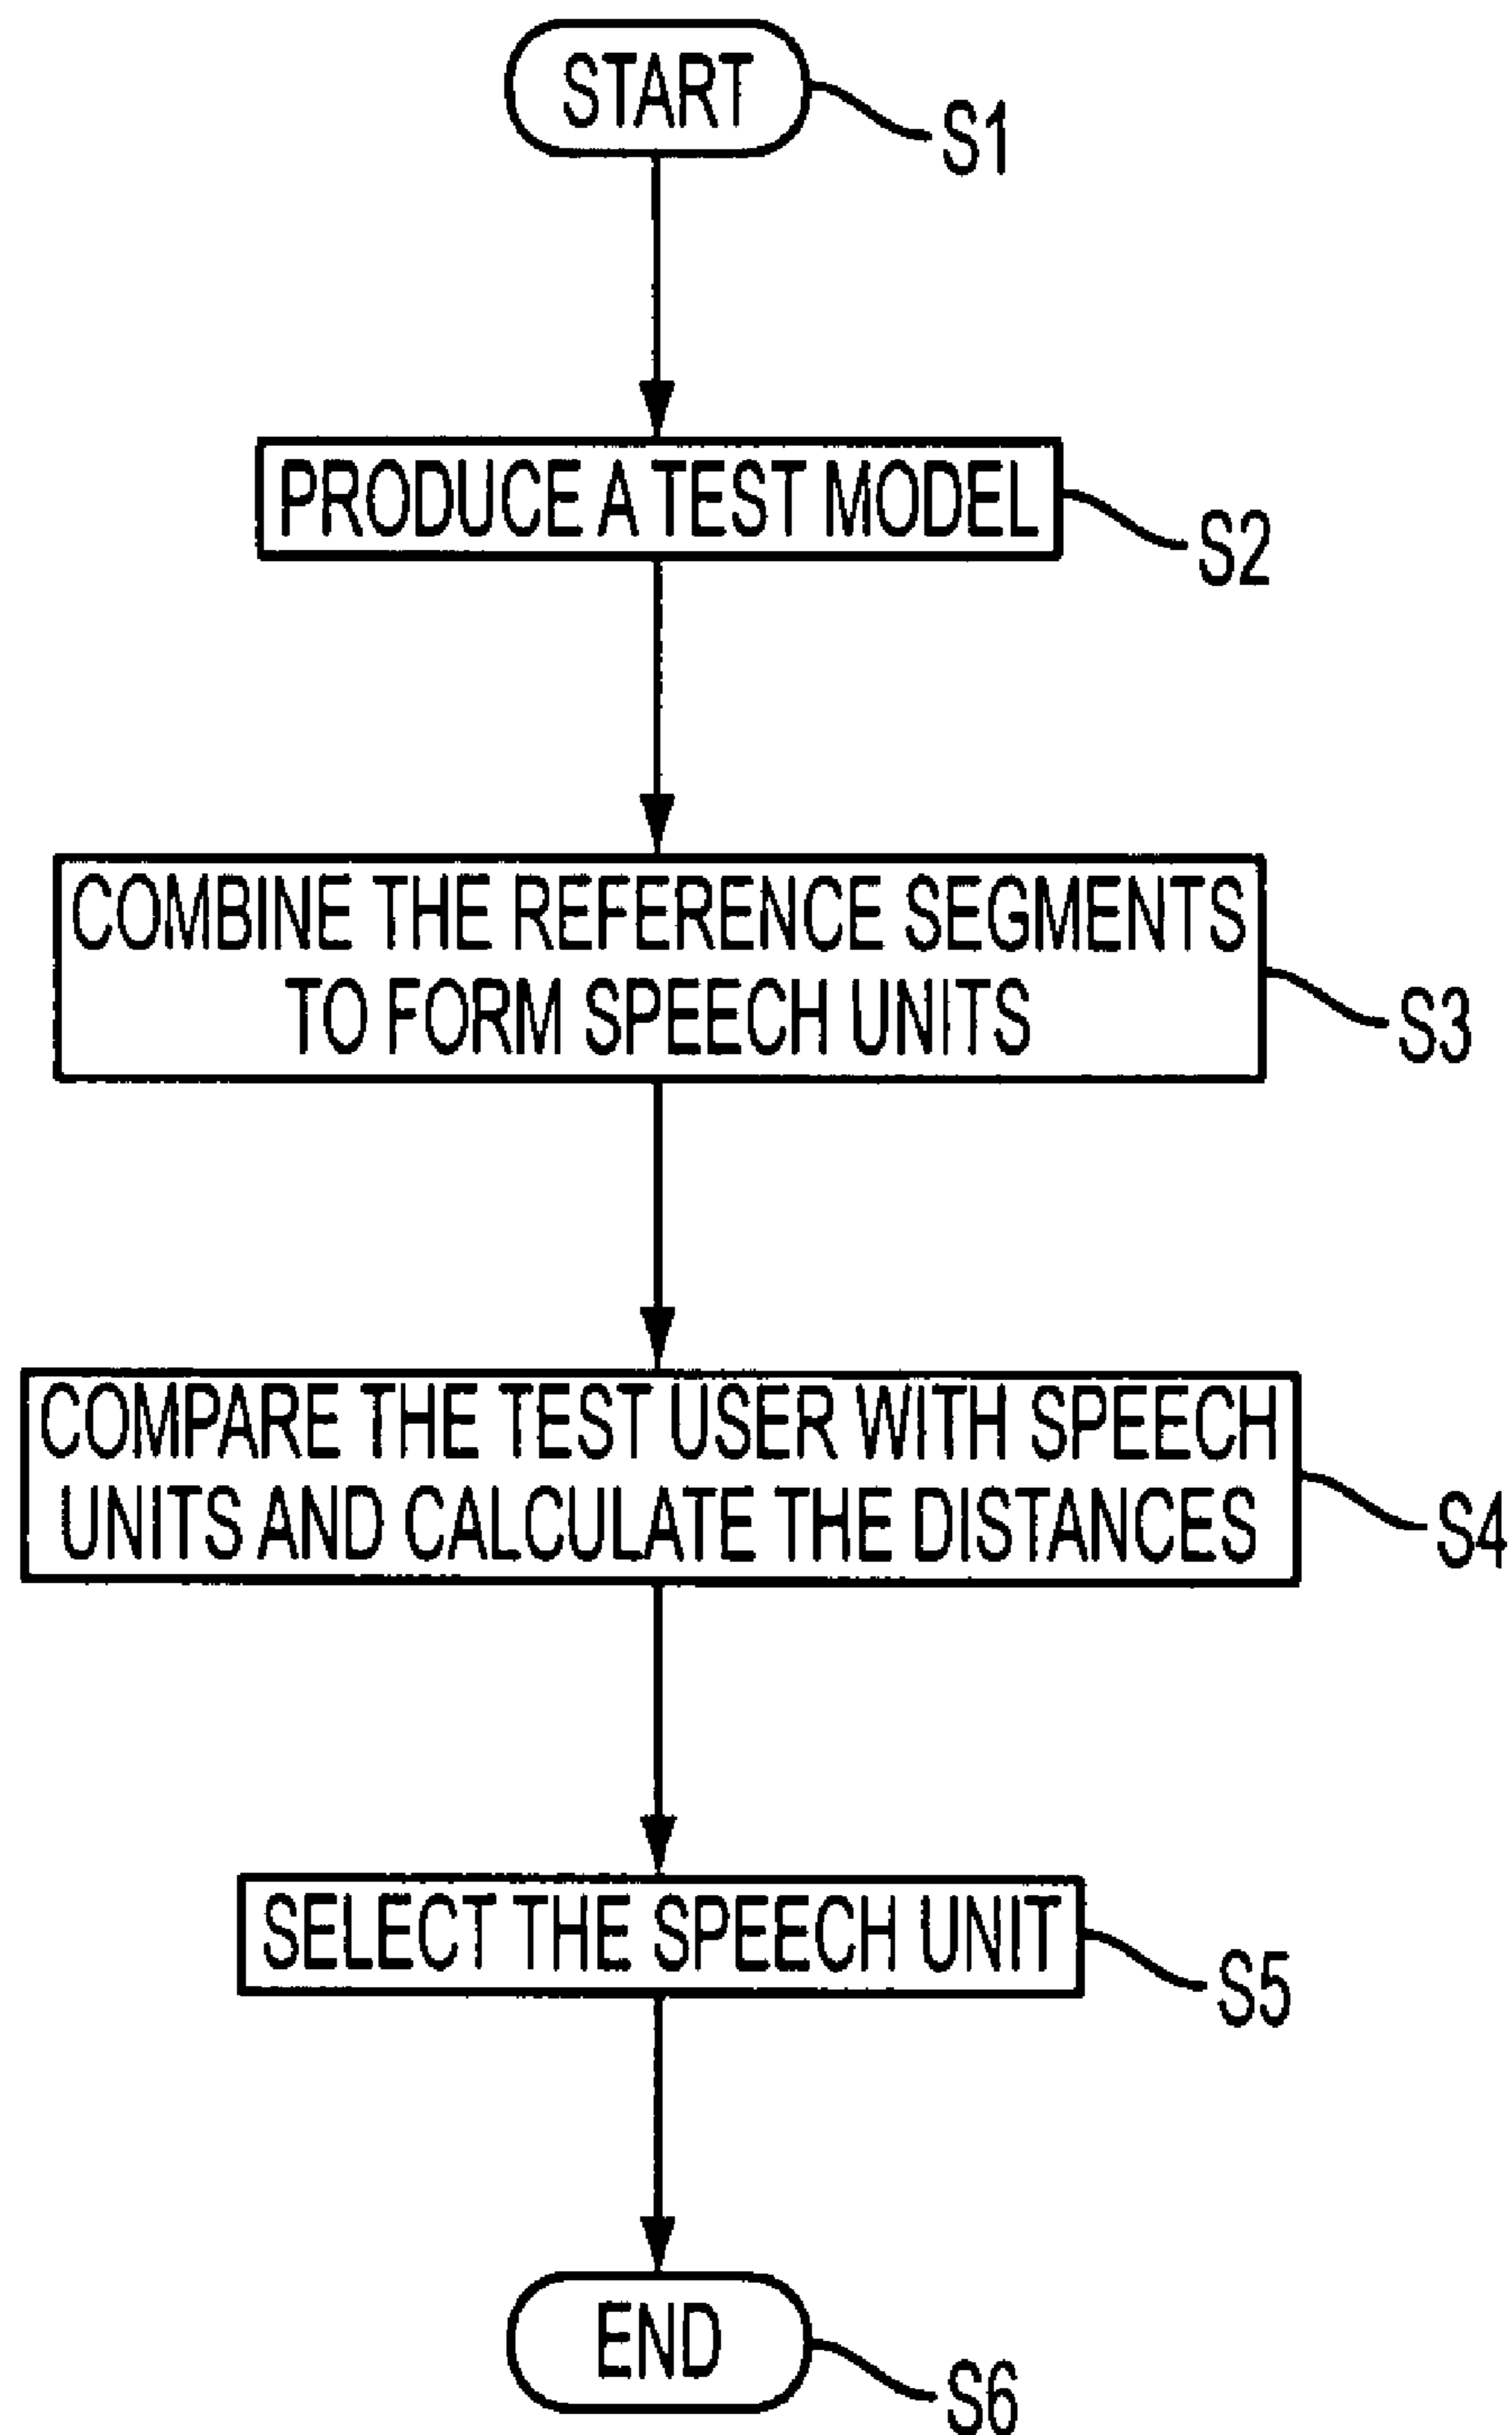 START
S1
PRODUCE A TEST MODEL
S2
COMBINE THE REFERENCE SEGMENTS
TO FORM SPEECH UNITS
S3
COMPARE THE TEST USER WITH SPEECH
UNITS AND CALCULATE THE DISTANCES
S4
SELECT THE SPEECH UNIT
S5
END
S6